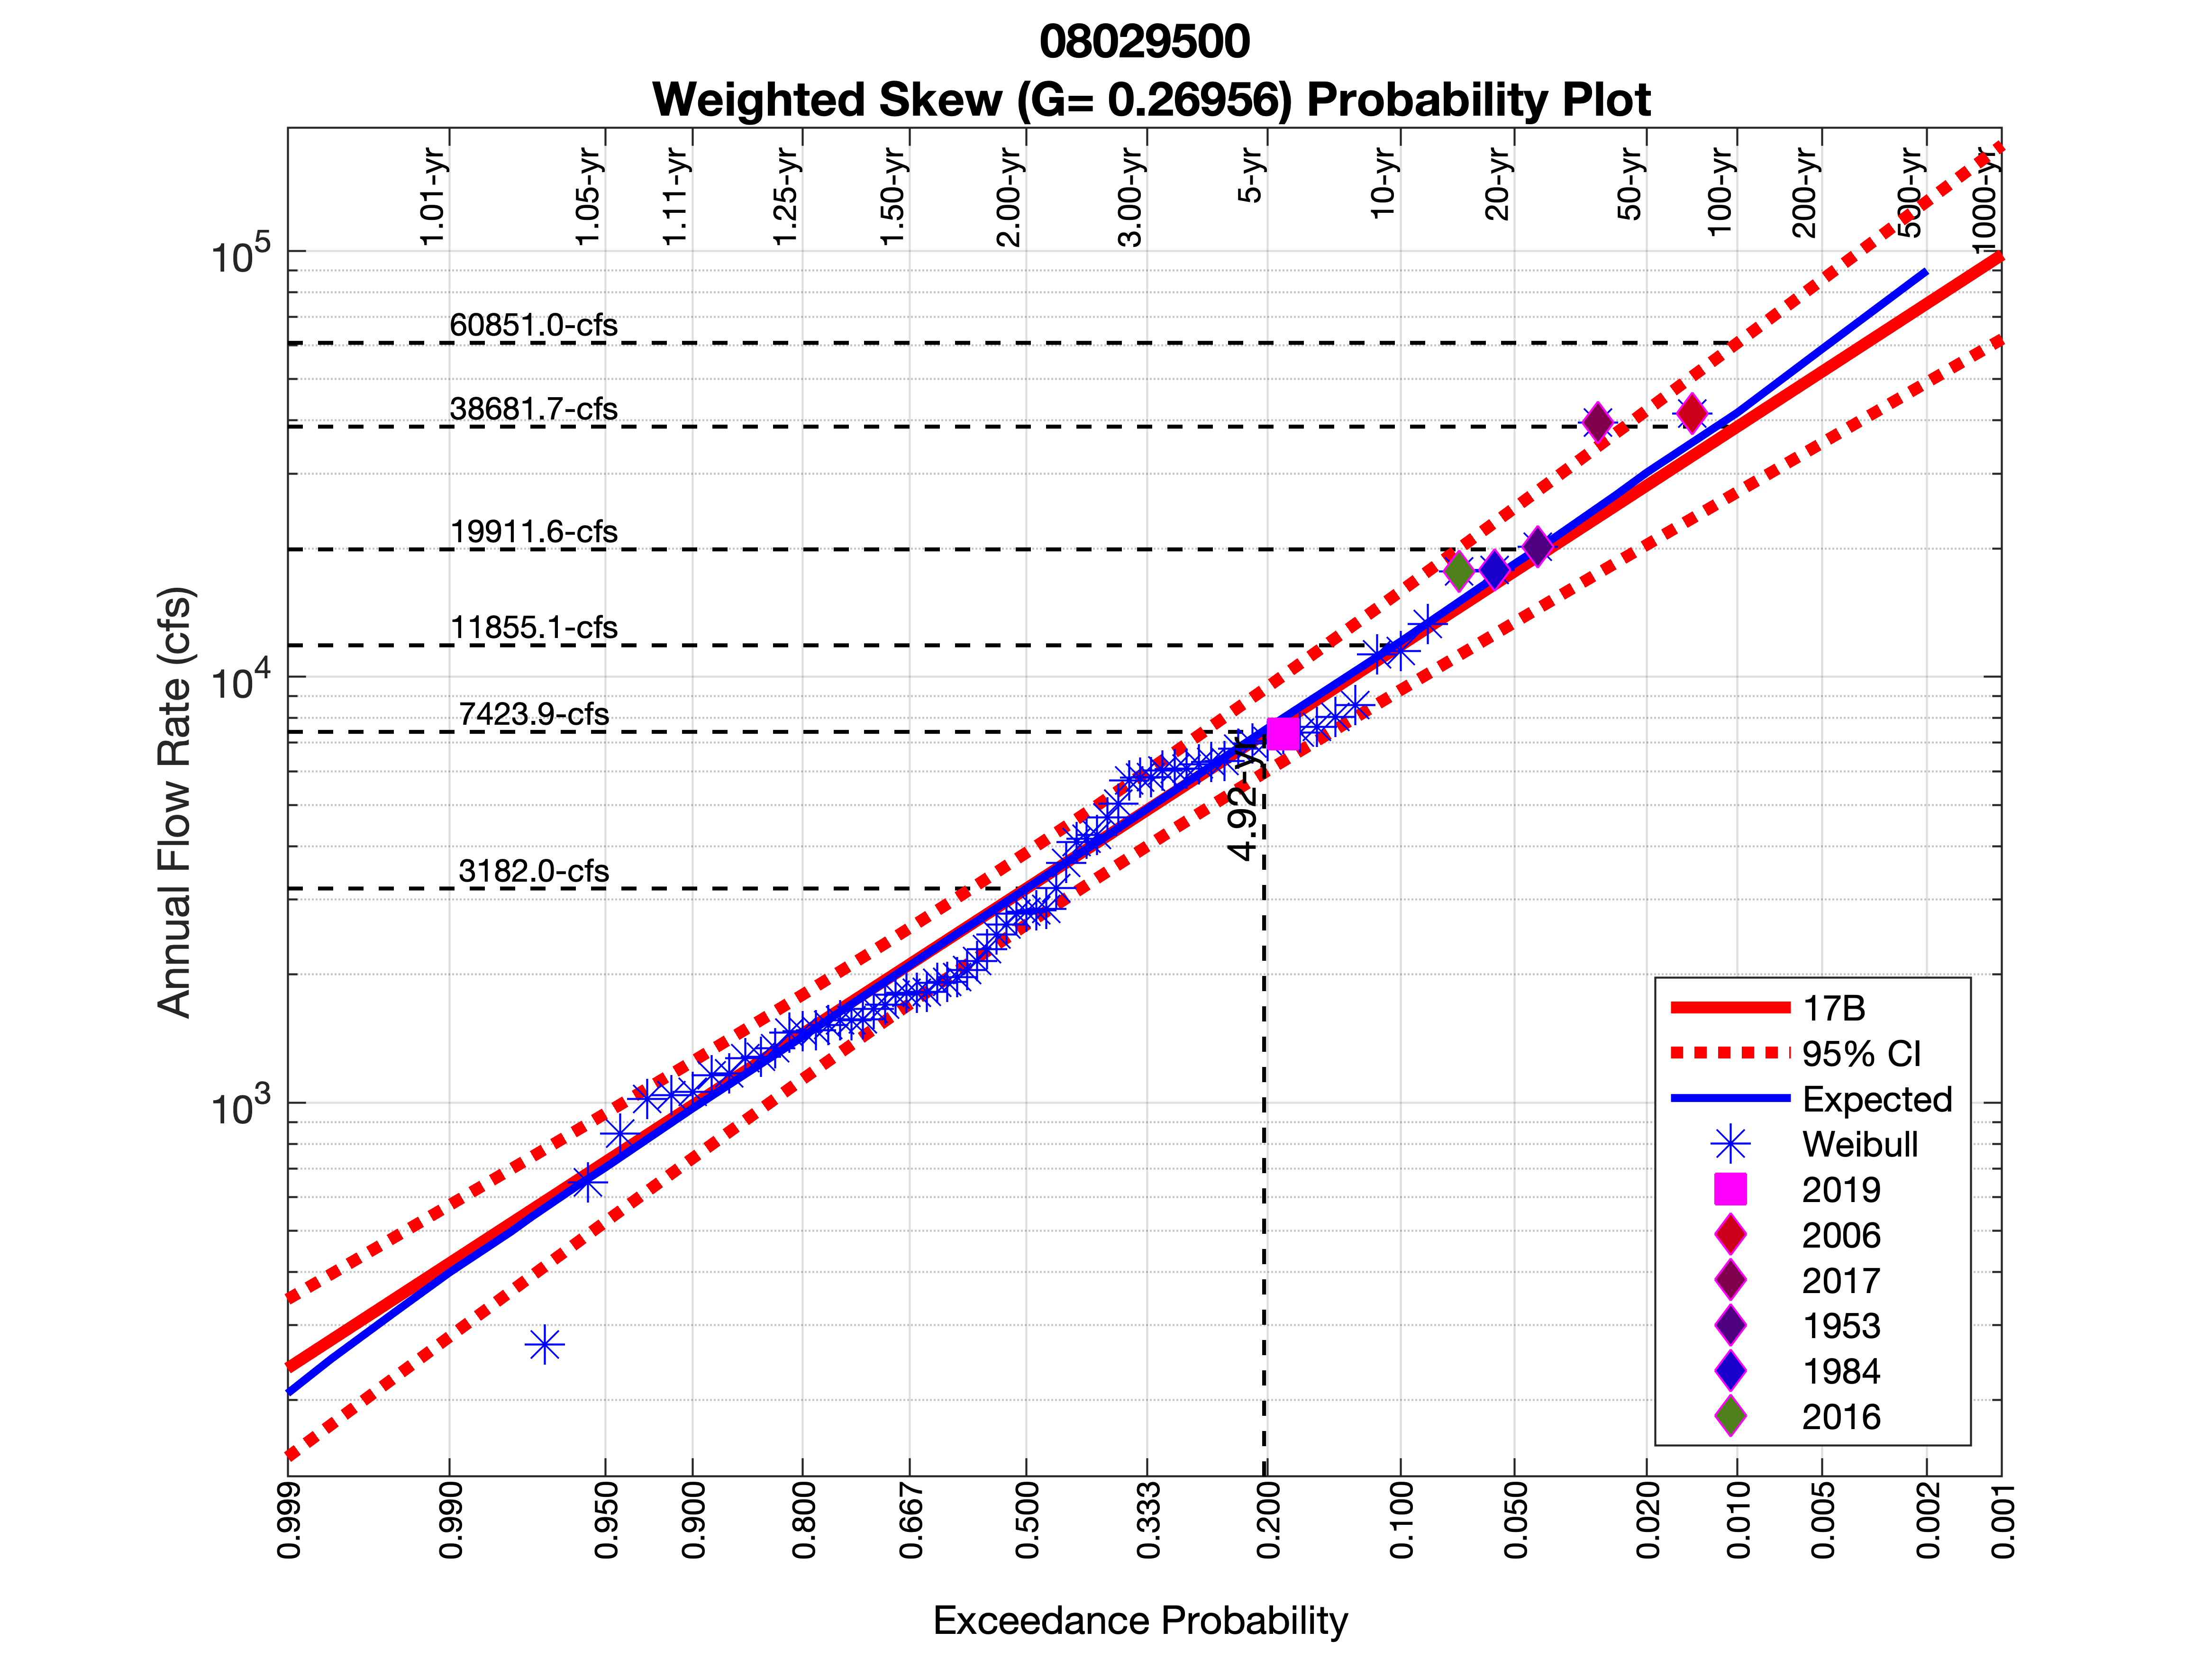 08029500
Weighted Skew (G= 0.26956) Probability Plot
1.01-yr
1.05-yr
1.11-yr
1.25-yr
1.50-yr
2.00-yr
3.00-yr
5-yr
10-yr
20-yr
50-yr
100-yr
200-yr
500-yr
1000-yr
10^5
10^4
10^3
Annual Flow Rate (cfs)
60851.0-cfs
38681.7-cfs
19911.6-cfs
11855.1-cfs
7423.9-cfs
3182.0-cfs
4.92-yr
17B
95% CI
Expected
Weibull
2019
2006
2017
1953
1984
2016
0.999
0.990
0.950
0.900
0.800
0.667
0.500
0.333
0.200
0.100
0.050
0.020
0.010
0.005
0.002
0.001
Exceedance Probability